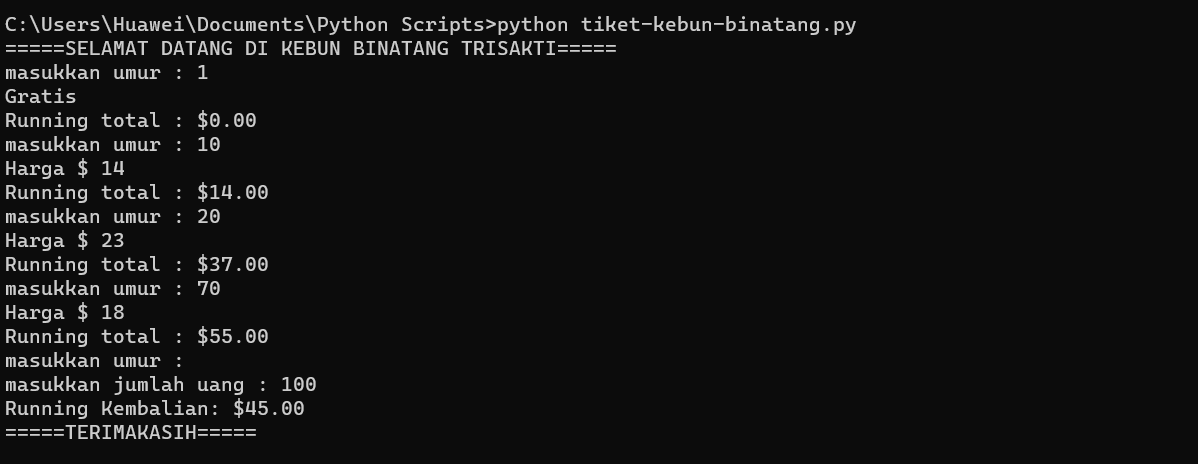 C:\Users\Huawei\Documents\Python Scripts>python tiket-kebun-binatang.py
=====SELAMAT DATANG DI KEBUN BINATANG TRISAKTI=====
masukkan umur : 1
Gratis
Running total : $0.00
masukkan umur : 10
Harga $ 14
Running total : $14.00
masukkan umur : 20
Harga $ 23
Running total : $37.00
masukkan umur : 70
Harga $ 18
Running total : $55.00
masukkan umur :
masukkan jumlah uang : 100
Running Kembalian: $45.00
=====TERIMAKASIH=====